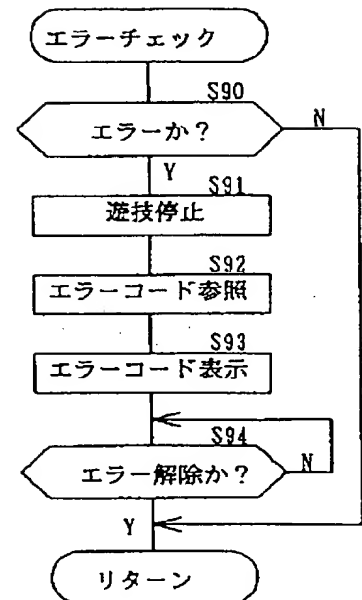 エラーチェック
S90
エラーか?
N
Y
S91
遊技停止
S92
エラーコード参照
S93
エラーコード表示
S94
エラー解除か?
N
Y
リターン